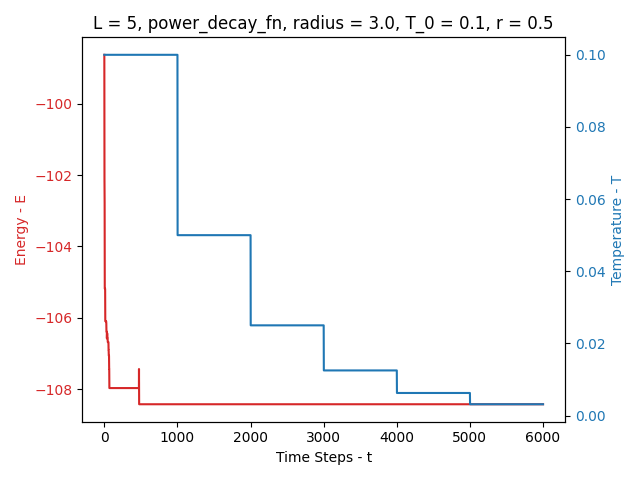 L = 5, power_decay_fn, radius = 3.0, T_0 = 0.1, r = 0.5
Energy - E
−100
−102
−104
−106
−108
0.10
0.08
0.06
0.04
0.02
0.00
Temperature - T
0 1000 2000 3000 4000 5000 6000
Time Steps - t